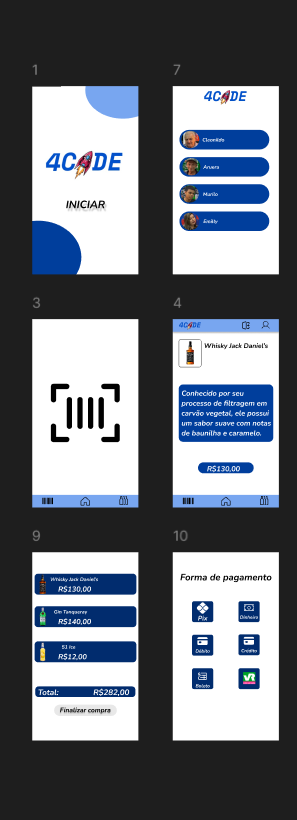 1
7
4CODE
4CODE
INICIAR
Cleanildo
Aruera
Murilo
Emilly
3
4
4CODE
Whisky Jack Daniel's
Conhecido por seu
processo de filtragem em
carvão vegetal, ele possui
um sabor suave com notas
de baunilha e caramelo.
R$130,00
9
10
Whisky Jack Daniel's
R$130,00
Gin Tanqueray
R$140,00
51 Ice
R$12,00
Total: R$282,00
Finalizar compra
Forma de pagamento
Pix
Dinheiro
Débito
Crédito
Boleto
VR